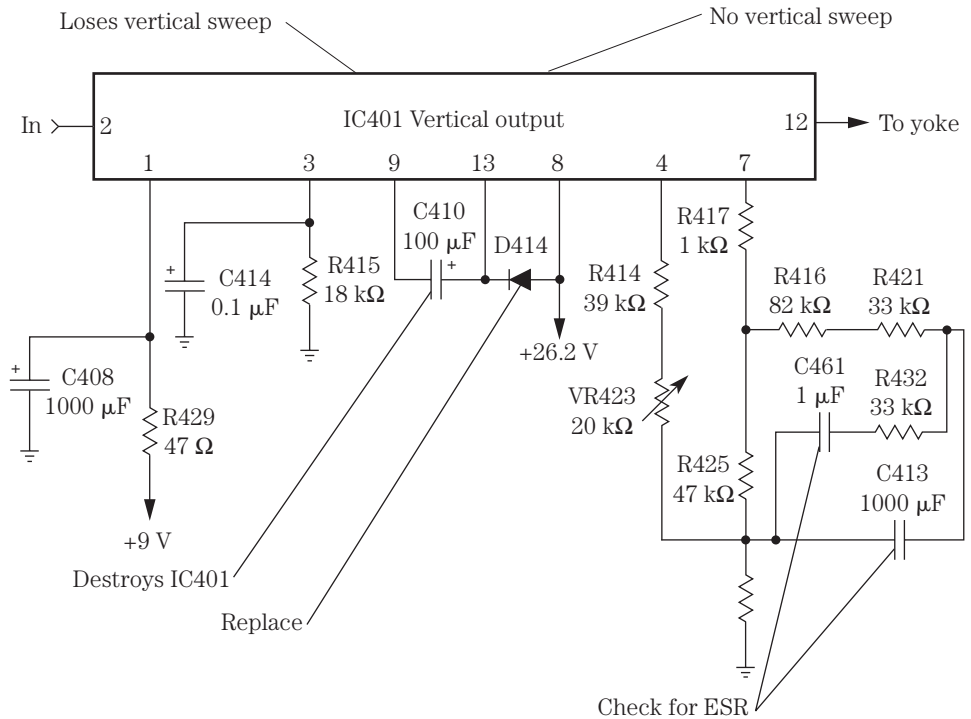 Loses vertical sweep
No vertical sweep
In
2
IC401 Vertical output
12
To yoke
1
3
9
13
8
4
7
C410
100 μF
+
D414
R417
1 kΩ
+
C414
0.1 μF
R415
18 kΩ
R414
39 kΩ
R416
82 kΩ
R421
33 kΩ
+26.2 V
+
C408
1000 μF
R429
47 Ω
VR423
20 kΩ
C461
1 μF
R432
33 kΩ
R425
47 kΩ
C413
1000 μF
+9 V
Destroys IC401
Replace
Check for ESR